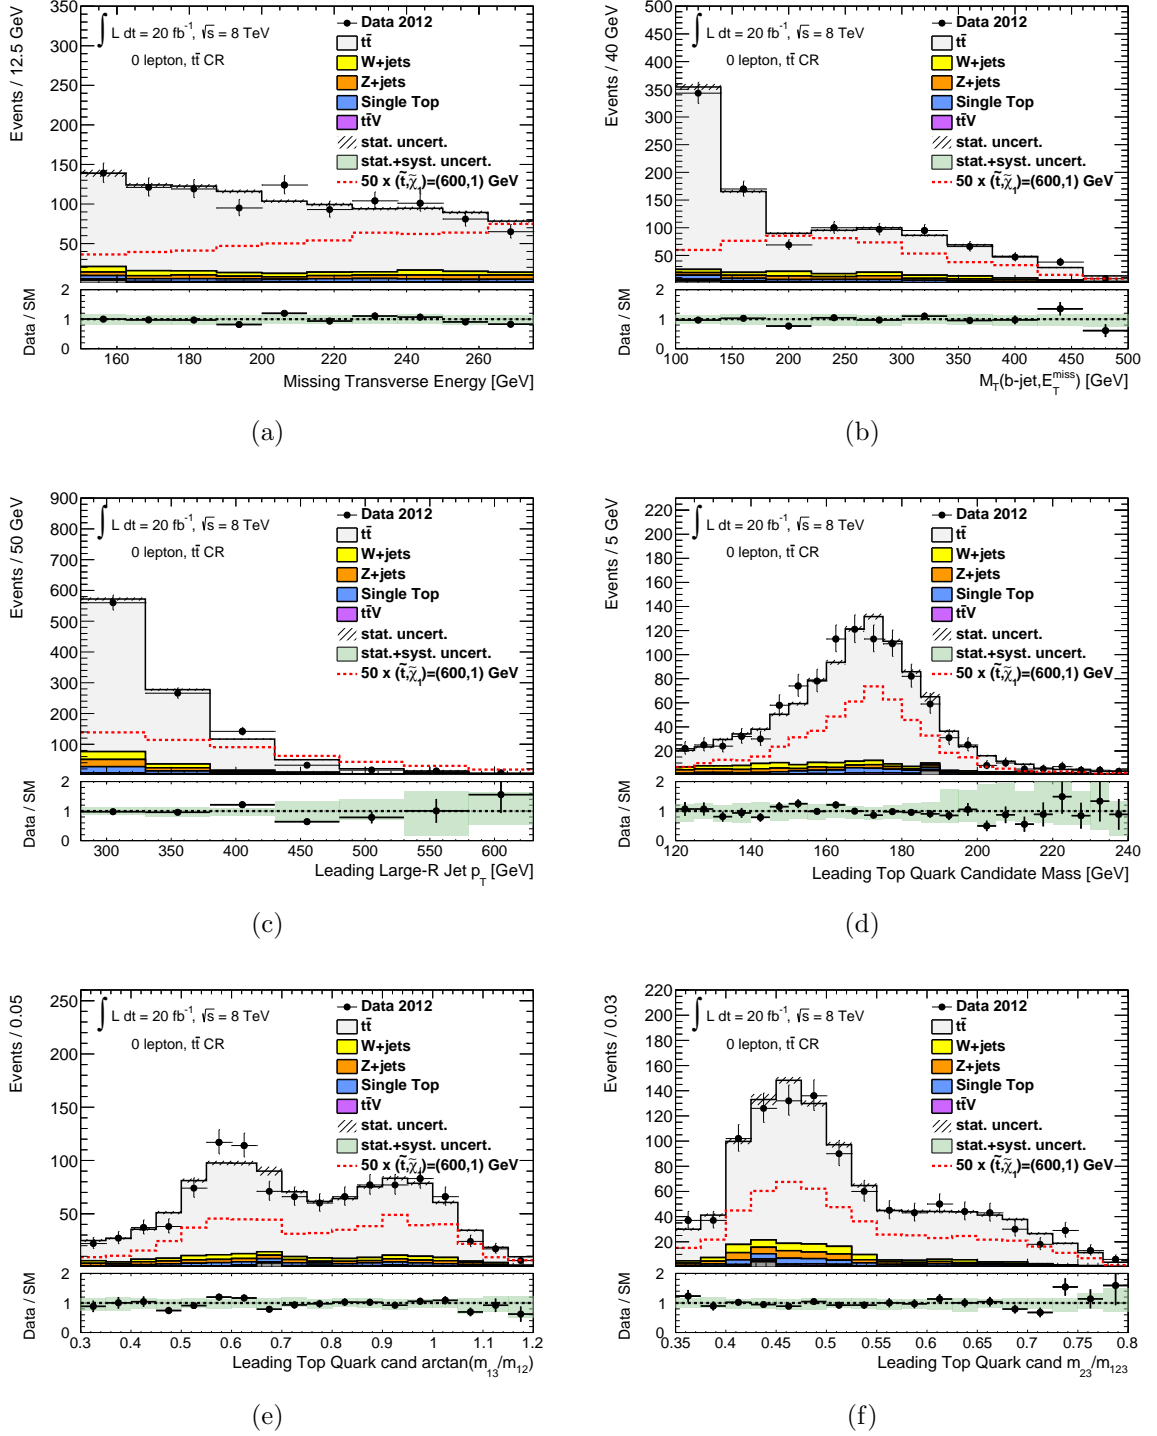 Events / 12.5 GeV
350
300
250
200
150
100
50
∫ L dt = 20 fb⁻¹, √s = 8 TeV
0 lepton, tt̄ CR
Data 2012
tt̄
W+jets
Z+jets
Single Top
tt̄V
stat. uncert.
stat.+syst. uncert.
50 x (t̃,χ̃₁)=(600,1) GeV
Data / SM
2
1
0
160 180 200 220 240 260
Missing Transverse Energy [GeV]
(a)
Events / 40 GeV
500
450
400
350
300
250
200
150
100
50
∫ L dt = 20 fb⁻¹, √s = 8 TeV
0 lepton, tt̄ CR
Data 2012
tt̄
W+jets
Z+jets
Single Top
tt̄V
stat. uncert.
stat.+syst. uncert.
50 x (t̃,χ̃₁)=(600,1) GeV
Data / SM
2
1
0
100 150 200 250 300 350 400 450 500
M_T(b-jet,E_T^miss) [GeV]
(b)
Events / 50 GeV
900
800
700
600
500
400
300
200
100
∫ L dt = 20 fb⁻¹, √s = 8 TeV
0 lepton, tt̄ CR
Data 2012
tt̄
W+jets
Z+jets
Single Top
tt̄V
stat. uncert.
stat.+syst. uncert.
50 x (t̃,χ̃₁)=(600,1) GeV
Data / SM
2
1
0
300 350 400 450 500 550 600
Leading Large-R Jet p_T [GeV]
(c)
Events / 5 GeV
220
200
180
160
140
120
100
80
60
40
20
∫ L dt = 20 fb⁻¹, √s = 8 TeV
0 lepton, tt̄ CR
Data 2012
tt̄
W+jets
Z+jets
Single Top
tt̄V
stat. uncert.
stat.+syst. uncert.
50 x (t̃,χ̃₁)=(600,1) GeV
Data / SM
2
1
0
120 140 160 180 200 220 240
Leading Top Quark Candidate Mass [GeV]
(d)
Events / 0.05
250
200
150
100
50
∫ L dt = 20 fb⁻¹, √s = 8 TeV
0 lepton, tt̄ CR
Data 2012
tt̄
W+jets
Z+jets
Single Top
tt̄V
stat. uncert.
stat.+syst. uncert.
50 x (t̃,χ̃₁)=(600,1) GeV
Data / SM
2
1
0
0.3 0.4 0.5 0.6 0.7 0.8 0.9 1 1.1 1.2
Leading Top Quark cand arctan(m₁₃/m₁₂)
(e)
Events / 0.03
220
200
180
160
140
120
100
80
60
40
20
∫ L dt = 20 fb⁻¹, √s = 8 TeV
0 lepton, tt̄ CR
Data 2012
tt̄
W+jets
Z+jets
Single Top
tt̄V
stat. uncert.
stat.+syst. uncert.
50 x (t̃,χ̃₁)=(600,1) GeV
Data / SM
2
1
0
0.35 0.4 0.45 0.5 0.55 0.6 0.65 0.7 0.75 0.8
Leading Top Quark cand m₂₃/m₁₂₃
(f)